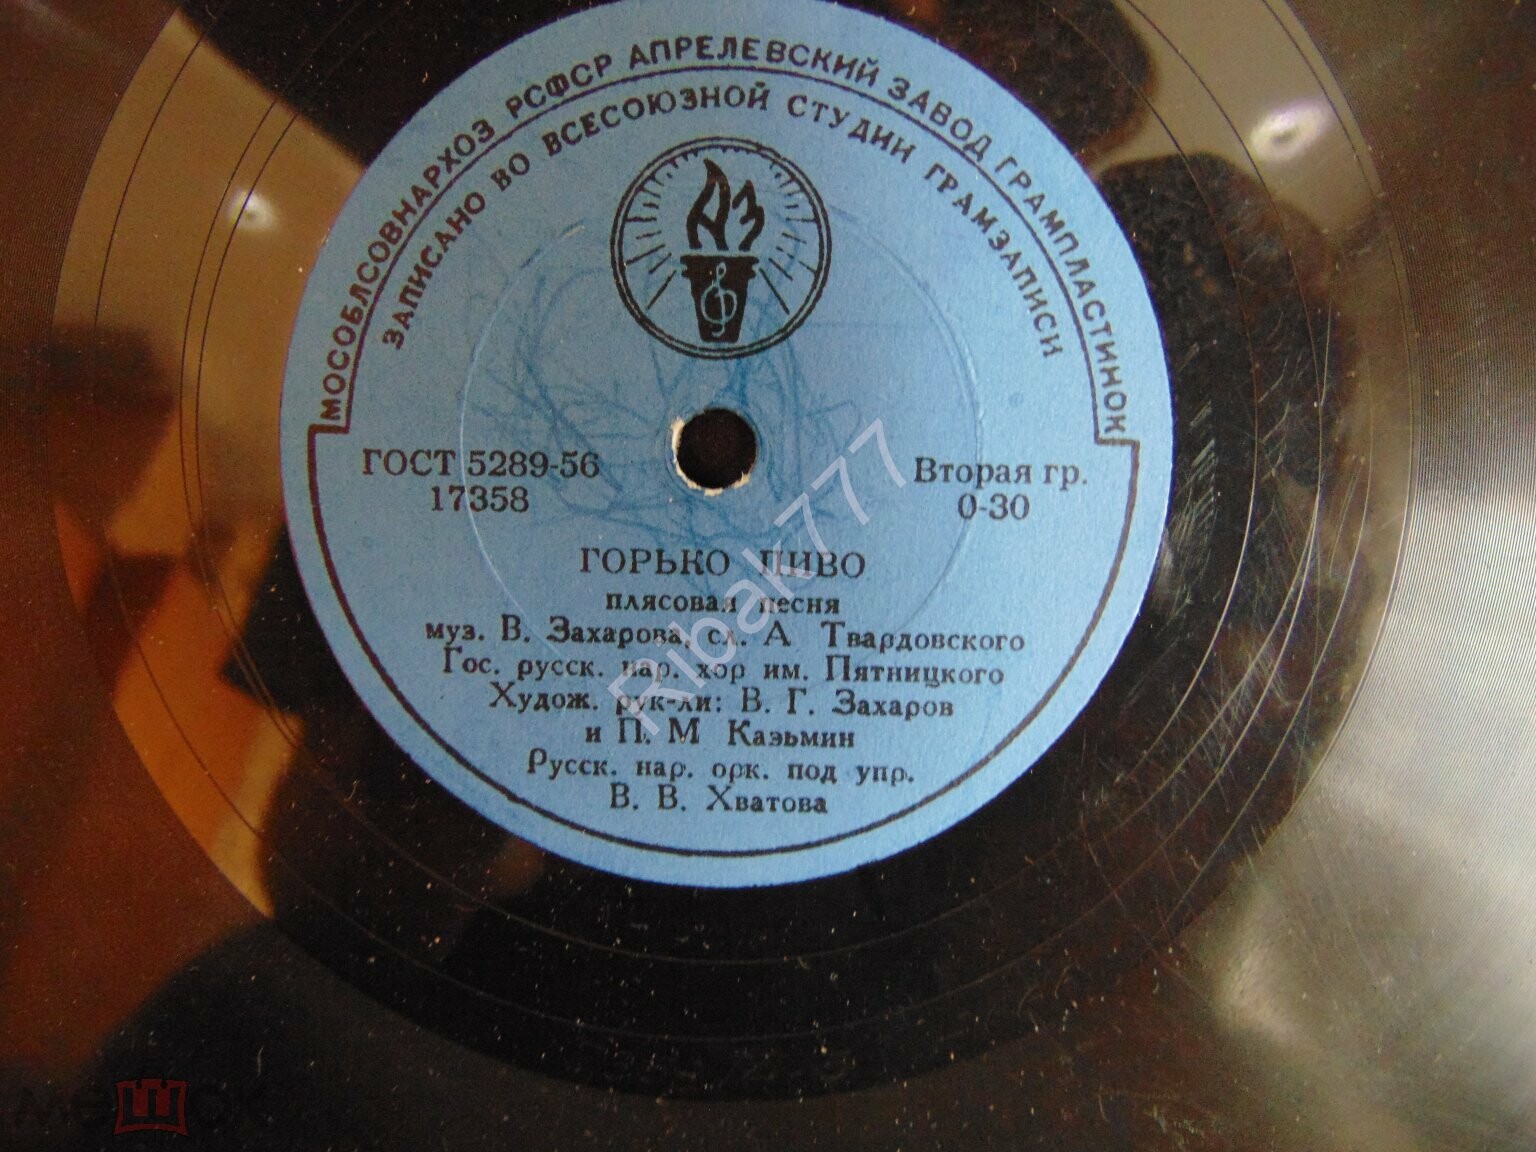 МОСОБЛСОВНАРХОЗ РСФСР АПРЕЛЕВСКИЙ ЗАВОД ГРАМПЛАСТИНОК
ЗАПИСАНО ВО ВСЕСОЮЗНОЙ СТУДИИ ГРАМЗАПИСИ
АЗ
ГОСТ 5289-56
17358
Вторая гр.
0-30
ГОРЬКО ПИВО
плясовая песня
муз. В. Захарова, сл. А Твардовского
Гос. русск. нар. хор им. Пятницкого
Худож. рук-ли: В. Г. Захаров
и П. М Казьмин
Русск. нар. орк. под упр.
В. В. Хватова
Ribak777
мешок